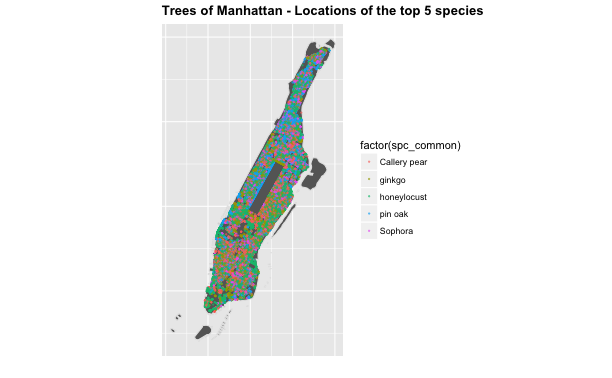 Trees of Manhattan - Locations of the top 5 species
factor(spc_common)
Callery pear
ginkgo
honeylocust
pin oak
Sophora